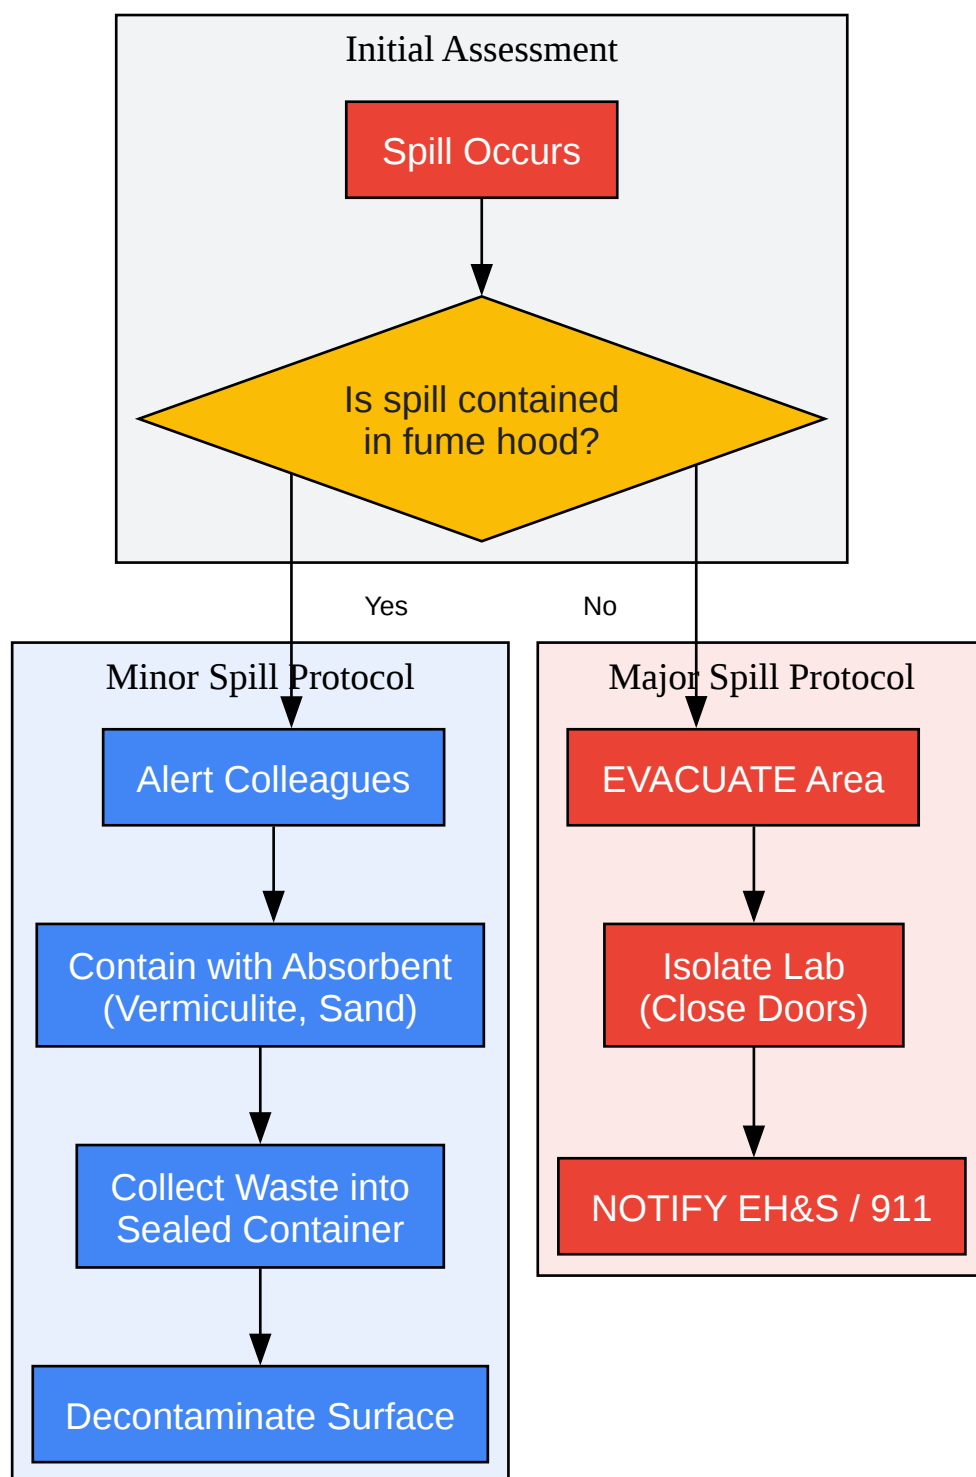 Initial Assessment
Spill Occurs
Is spill contained
in fume hood?
Yes
No
Minor Spill Protocol
Alert Colleagues
Contain with Absorbent
(Vermiculite, Sand)
Collect Waste into
Sealed Container
Decontaminate Surface
Major Spill Protocol
EVACUATE Area
Isolate Lab
(Close Doors)
NOTIFY EH&S / 911